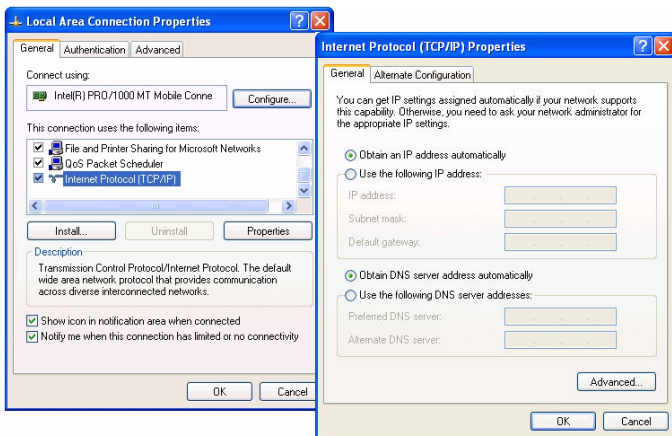 Local Area Connection Properties
General Authentication Advanced
Connect using:
Intel(R) PRO/1000 MT Mobile Conne
Configure...
This connection uses the following items:
File and Printer Sharing for Microsoft Networks
QoS Packet Scheduler
Internet Protocol (TCP/IP)
Install... Uninstall Properties
Description
Transmission Control Protocol/Internet Protocol. The default
wide area network protocol that provides communication
across diverse interconnected networks.
Show icon in notification area when connected
Notify me when this connection has limited or no connectivity
OK Cancel
Internet Protocol (TCP/IP) Properties
General Alternate Configuration
You can get IP settings assigned automatically if your network supports
this capability. Otherwise, you need to ask your network administrator for
the appropriate IP settings.
Obtain an IP address automatically
Use the following IP address:
IP address:
Subnet mask:
Default gateway:
Obtain DNS server address automatically
Use the following DNS server addresses:
Preferred DNS server:
Alternate DNS server:
Advanced...
OK Cancel